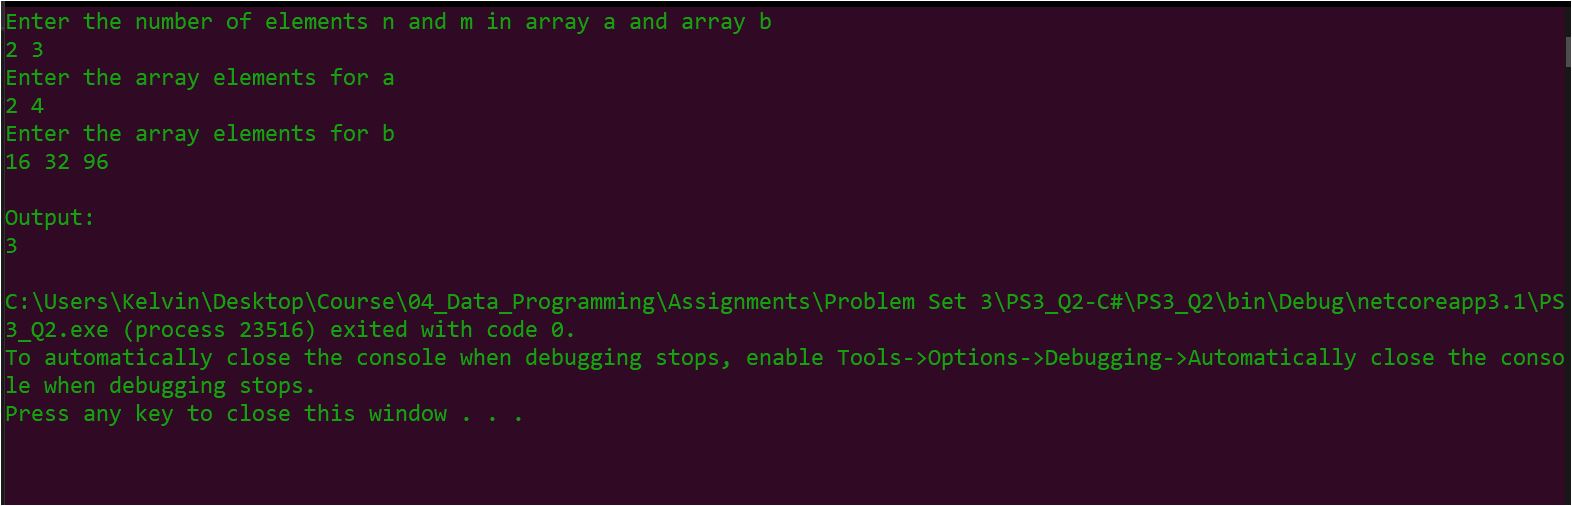 Enter the number of elements n and m in array a and array b
2 3
Enter the array elements for a
2 4
Enter the array elements for b
16 32 96
Output:
3
C:\Users\Kelvin\Desktop\Course\04_Data_Programming\Assignments\Problem Set 3\PS3_Q2-C#\PS3_Q2\bin\Debug\netcoreapp3.1\PS
3_Q2.exe (process 23516) exited with code 0.
To automatically close the console when debugging stops, enable Tools->Options->Debugging->Automatically close the conso
le when debugging stops.
Press any key to close this window . . .